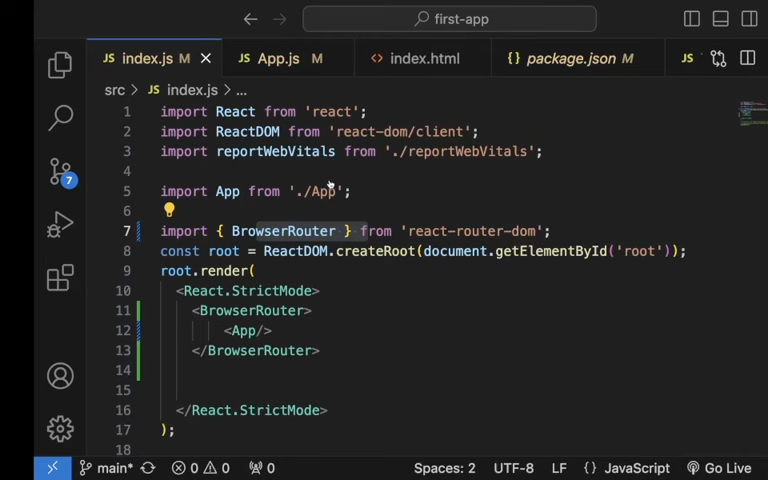 first-app
JS index.js M
JS App.js M
<> index.html
{} package.json M
JS
src > JS index.js > ...
1 import React from 'react';
2 import ReactDOM from 'react-dom/client';
3 import reportWebVitals from './reportWebVitals';
4
5 import App from './App';
6
7 import { BrowserRouter } from 'react-router-dom';
8 const root = ReactDOM.createRoot(document.getElementById('root'));
9 root.render(
10 <React.StrictMode>
11 <BrowserRouter>
12 <App/>
13 </BrowserRouter>
14
15
16 </React.StrictMode>
17 );
18
7
main* 0 0 0 Spaces: 2 UTF-8 LF {} JavaScript Go Live